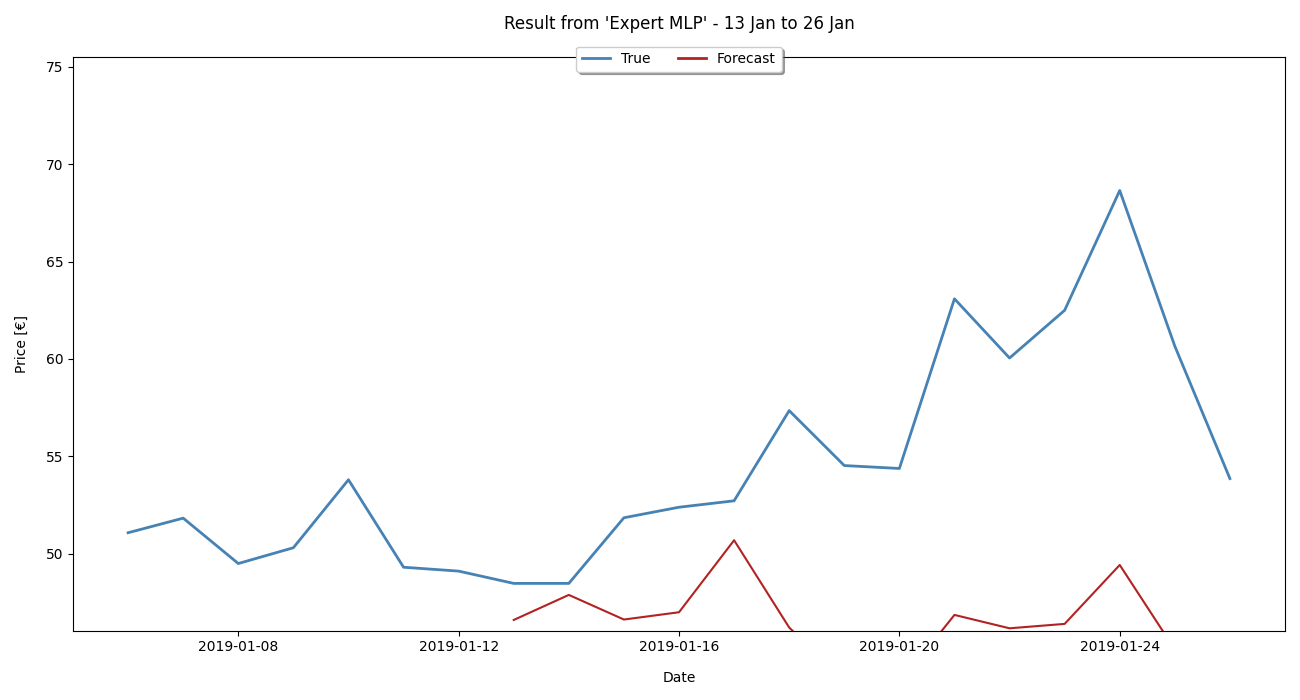 Result from 'Expert MLP' - 13 Jan to 26 Jan
True Forecast
75
70
65
60
55
50
Price [€]
2019-01-08 2019-01-12 2019-01-16 2019-01-20 2019-01-24
Date